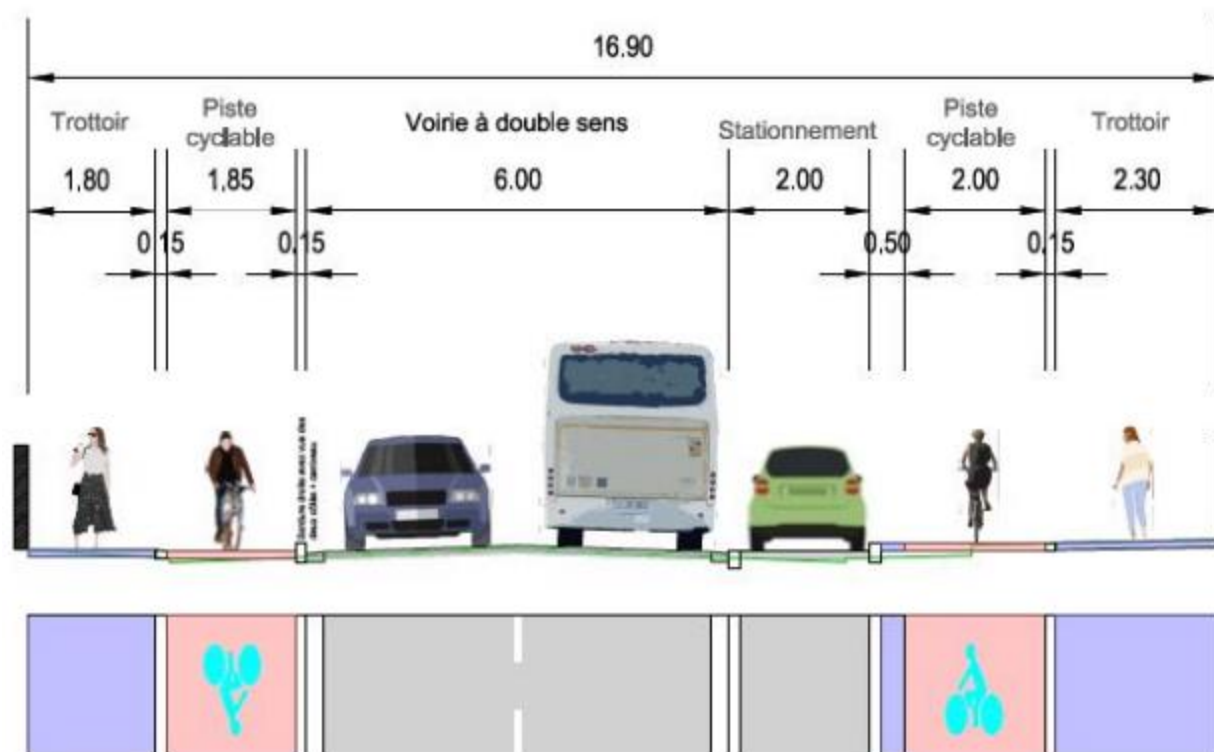 16.90
Trottoir
Piste
cyclable
Voirie à double sens
Stationnement
Piste
cyclable
Trottoir
1.80
1.85
6.00
2.00
2.00
2.30
0.15
0.15
0.50
0.15